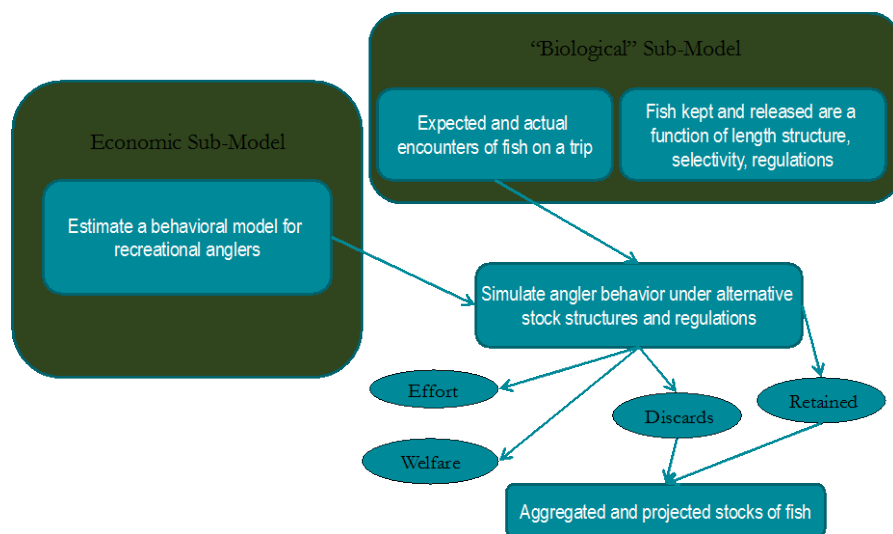 “Biological” Sub-Model
Expected and actual
encounters of fish on a trip
Fish kept and released are a
function of length structure,
selectivity, regulations
Economic Sub-Model
Estimate a behavioral model for
recreational anglers
Simulate angler behavior under alternative
stock structures and regulations
Effort
Discards
Retained
Welfare
Aggregated and projected stocks of fish